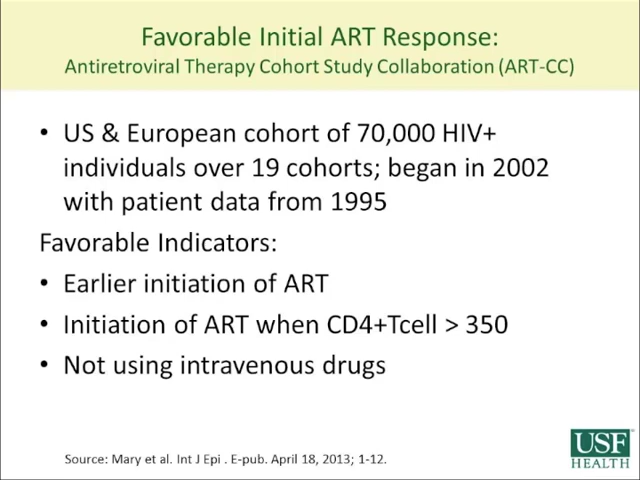 Favorable Initial ART Response:
Antiretroviral Therapy Cohort Study Collaboration (ART-CC)
• US & European cohort of 70,000 HIV+
individuals over 19 cohorts; began in 2002
with patient data from 1995
Favorable Indicators:
• Earlier initiation of ART
• Initiation of ART when CD4+Tcell > 350
• Not using intravenous drugs
Source: Mary et al. Int J Epi . E-pub. April 18, 2013; 1-12.
USF
HEALTH